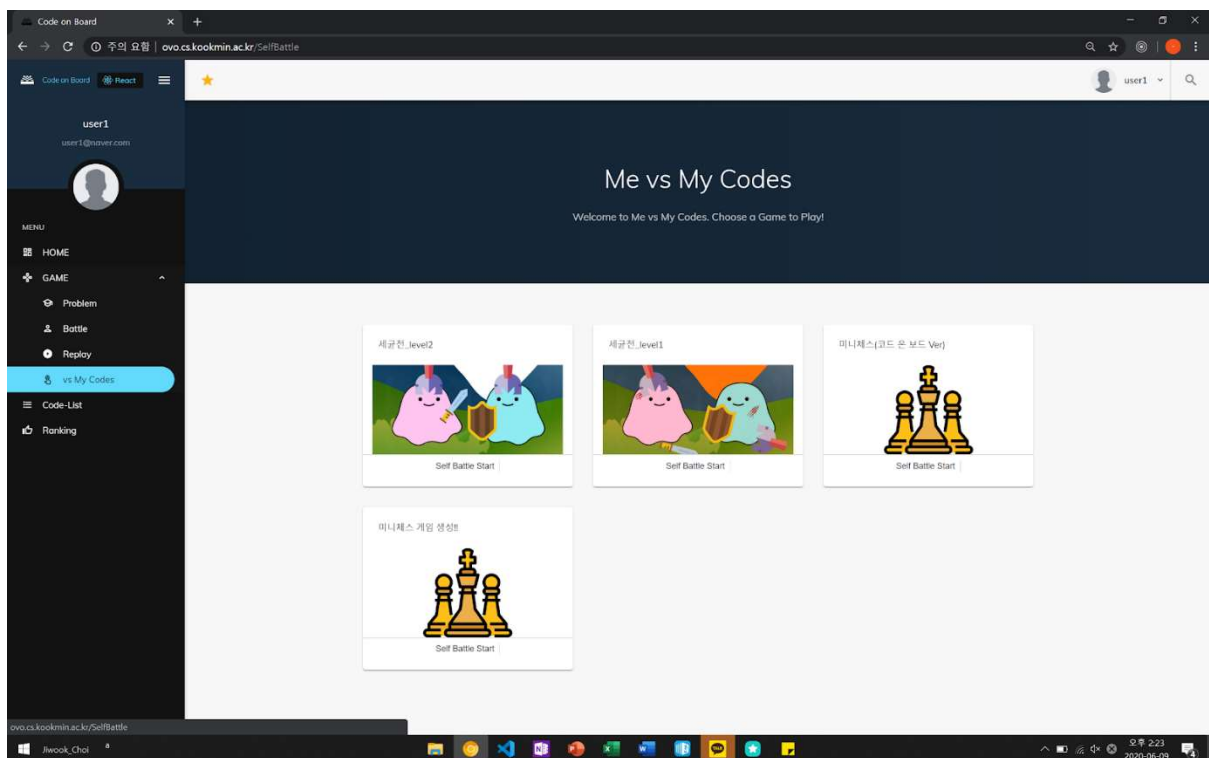 Code on Board
주의 요함 | ovo.cs.kookmin.ac.kr/SelfBattle
Code on Board React
user1
user1
user1@naver.com
Me vs My Codes
Welcome to Me vs My Codes. Choose a Game to Play!
MENU
HOME
GAME
Problem
Battle
Replay
vs My Codes
Code-List
Ranking
세균전_level2
세균전_level1
미니체스(코드 온 보드 Ver)
Self Battle Start
Self Battle Start
Self Battle Start
미니체스 게임 생성!!
Self Battle Start
ovo.cs.kookmin.ac.kr/SelfBattle
Jiwook_Choi
오후 2:23
2020-06-09